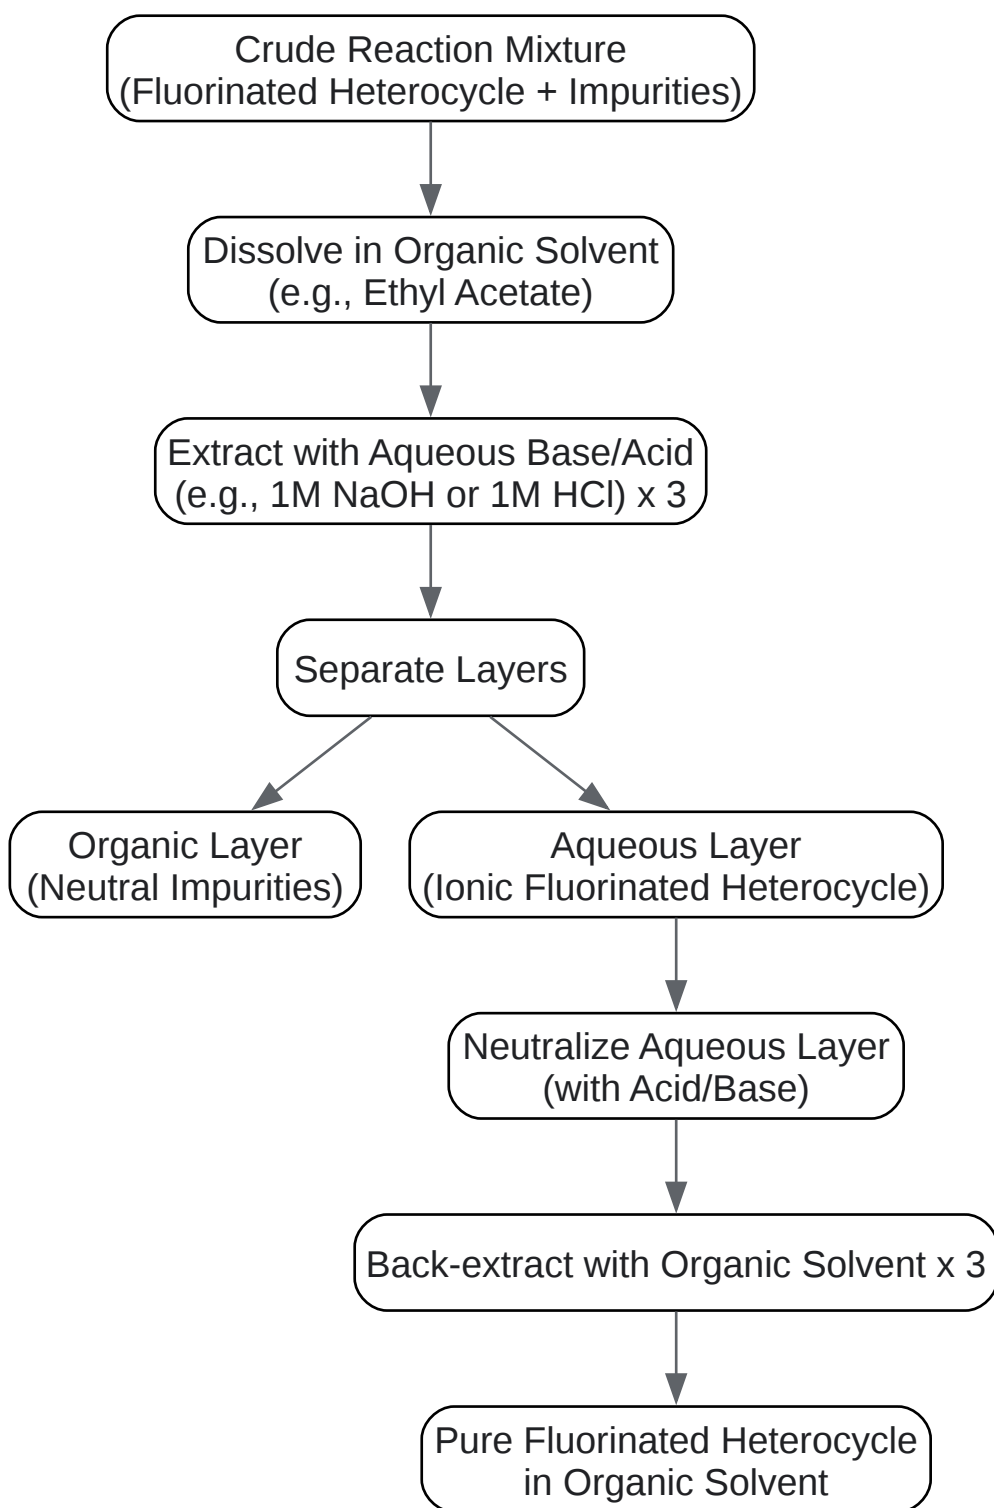 Crude Reaction Mixture
(Fluorinated Heterocycle + Impurities)
Dissolve in Organic Solvent
(e.g., Ethyl Acetate)
Extract with Aqueous Base/Acid
(e.g., 1M NaOH or 1M HCl) x 3
Separate Layers
Organic Layer
(Neutral Impurities)
Aqueous Layer
(Ionic Fluorinated Heterocycle)
Neutralize Aqueous Layer
(with Acid/Base)
Back-extract with Organic Solvent x 3
Pure Fluorinated Heterocycle
in Organic Solvent